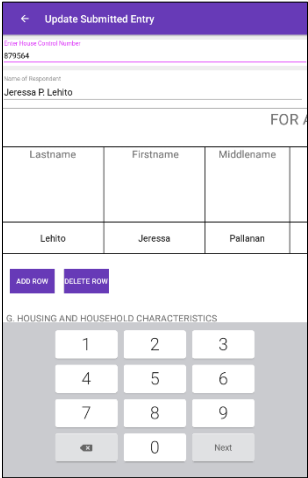 ← Update Submitted Entry
Enter House Control Number
879564
Name of Respondent
Jeressa P. Lehito
FOR A
Lastname Firstname Middlename
Lehito Jeressa Pallanan
ADD ROW DELETE ROW
G. HOUSING AND HOUSEHOLD CHARACTERISTICS
1 2 3
4 5 6
7 8 9
0 Next